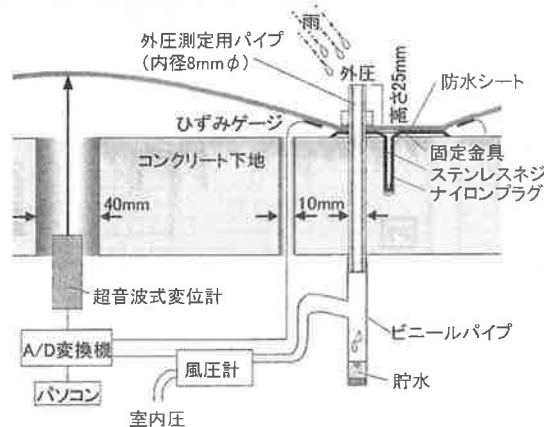 雨
外圧測定用パイプ
(内径8mmφ)
外圧
高さ25mm
防水シート
ひずみゲージ
固定金具
コンクリート下地
ステンレスネジ
ナイロンプラグ
40mm
10mm
超音波式変位計
ビニールパイプ
A/D変換機
風圧計
パソコン
貯水
室内圧